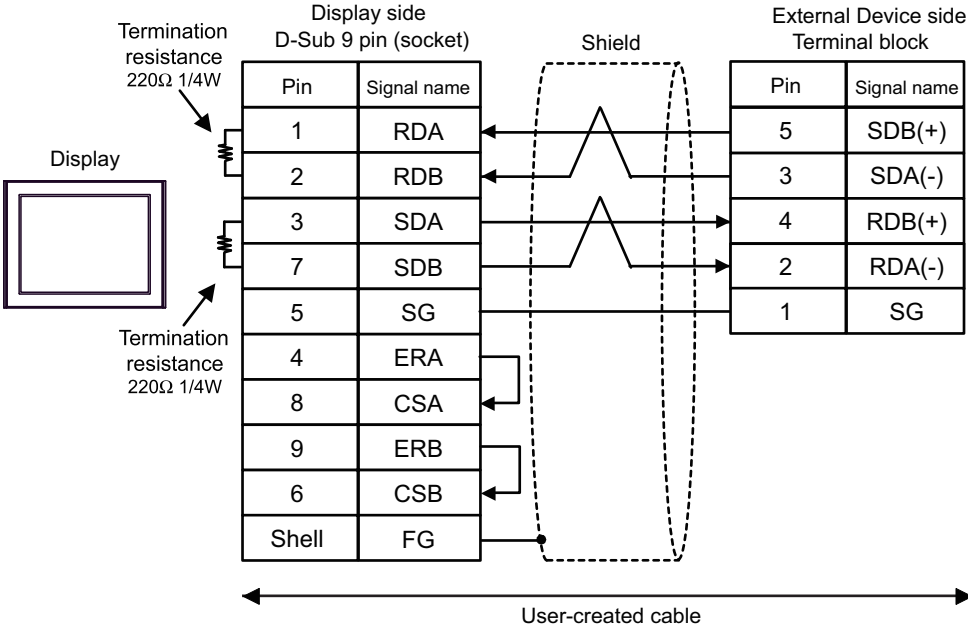 Display side
D-Sub 9 pin (socket)
External Device side
Terminal block
Shield
Termination
resistance
220Ω 1/4W
Display
Termination
resistance
220Ω 1/4W
Pin Signal name
1 RDA
2 RDB
3 SDA
7 SDB
5 SG
4 ERA
8 CSA
9 ERB
6 CSB
Shell FG
Pin Signal name
5 SDB(+)
3 SDA(-)
4 RDB(+)
2 RDA(-)
1 SG
User-created cable